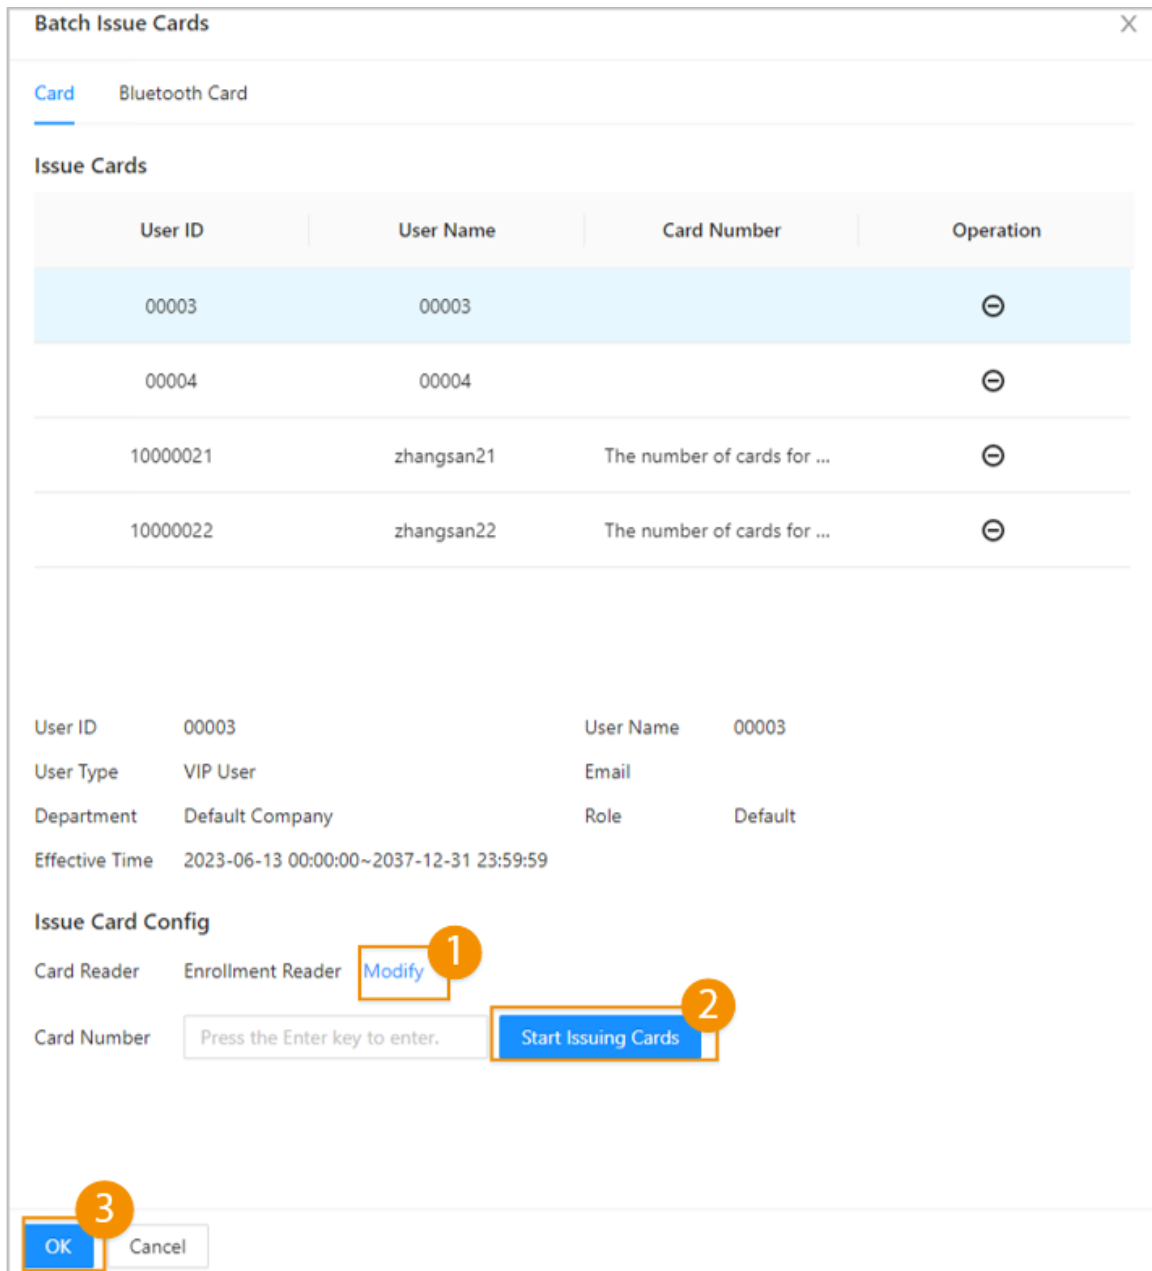 Batch Issue Cards X
Card Bluetooth Card
Issue Cards
User ID User Name Card Number Operation
00003 00003
00004 00004
10000021 zhangsan21 The number of cards for ...
10000022 zhangsan22 The number of cards for ...
User ID 00003 User Name 00003
User Type VIP User Email
Department Default Company Role Default
Effective Time 2023-06-13 00:00:00~2037-12-31 23:59:59
Issue Card Config
Card Reader Enrollment Reader Modify 1
Card Number Press the Enter key to enter. Start Issuing Cards 2
OK 3 Cancel